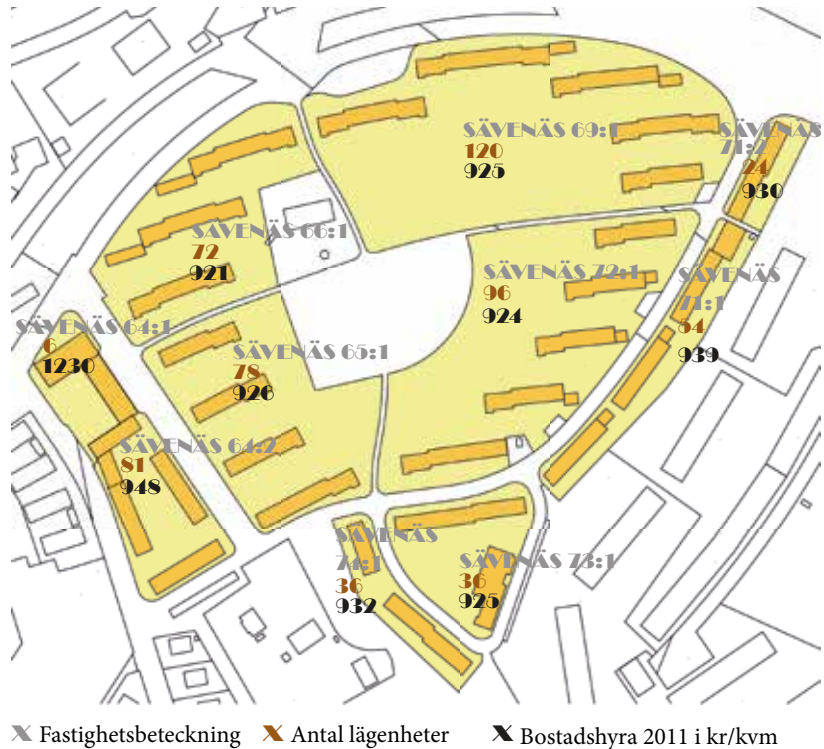 SÄVENÄS 69:1
120
925
SÄVENÄS
71:2
24
930
SÄVENÄS 66:1
72
921
SÄVENÄS 72:1
96
924
SÄVENÄS
71:1
54
939
SÄVENÄS 64:1
6
1230
SÄVENÄS 65:1
78
926
SÄVENÄS 64:2
81
948
SÄVENÄS
74:1
36
932
SÄVENÄS 73:1
36
925
X Fastighetsbeteckning X Antal lägenheter X Bostadshyra 2011 i kr/kvm